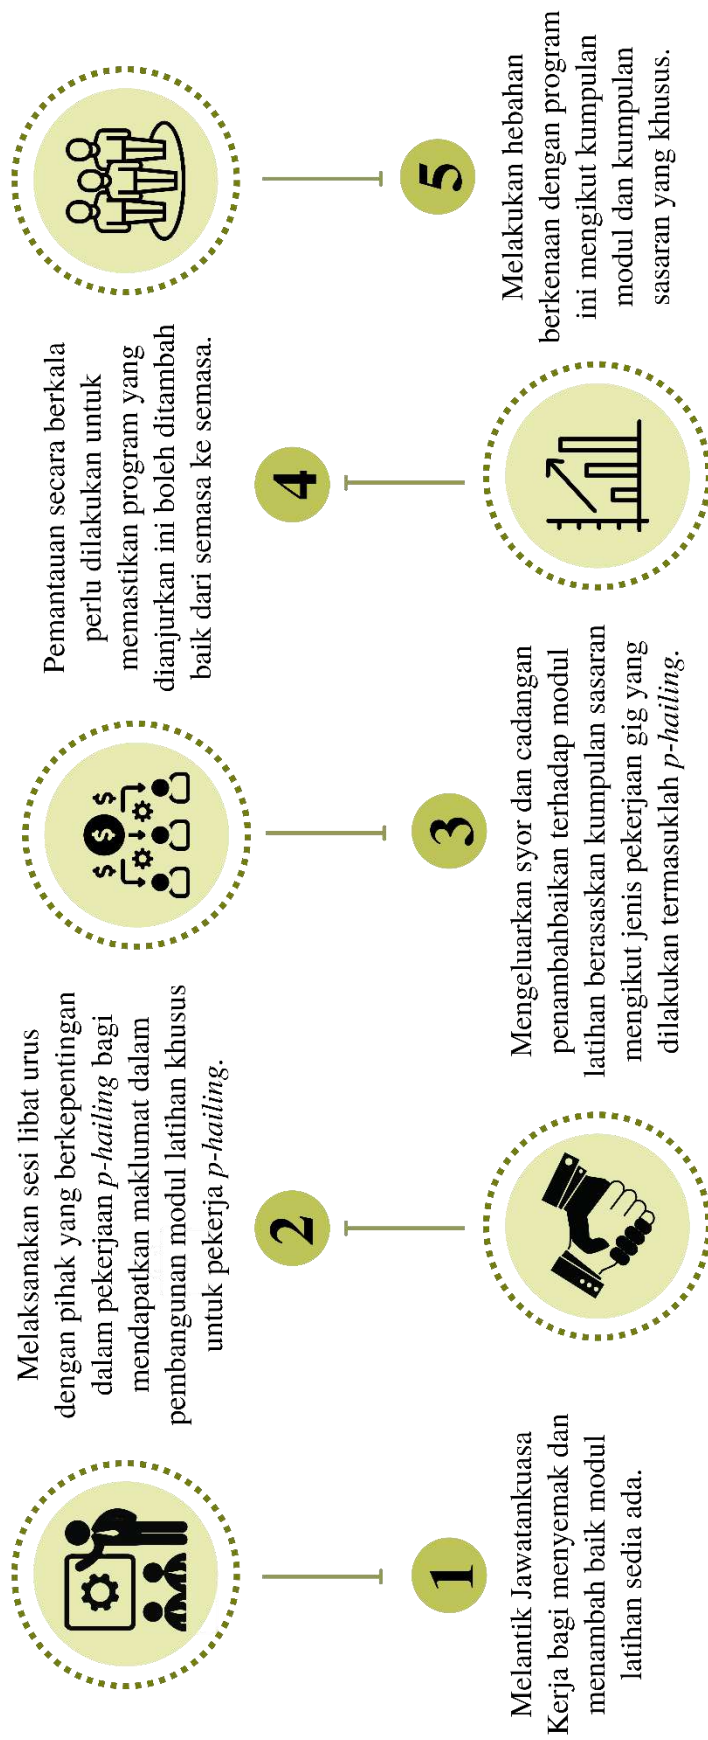 1
Melantik Jawatankuasa
Kerja bagi menyemak dan
menambah baik modul
latihan sedia ada.
Melaksanakan sesi libat urus
dengan pihak yang berkepentingan
dalam pekerjaan p-hailing bagi
mendapatkan maklumat dalam
pembangunan modul latihan khusus
untuk pekerja p-hailing.
2
$ $ $
3
Mengeluarkan syor dan cadangan
penambahbaikan terhadap modul
latihan berasaskan kumpulan sasaran
mengikut jenis pekerjaan gig yang
dilakukan termasuklah p-hailing.
Pemantauan secara berkala
perlu dilakukan untuk
memastikan program yang
dianjurkan ini boleh ditambah
baik dari semasa ke semasa.
4
5
Melakukan hebahan
berkenaan dengan program
ini mengikut kumpulan
modul dan kumpulan
sasaran yang khusus.